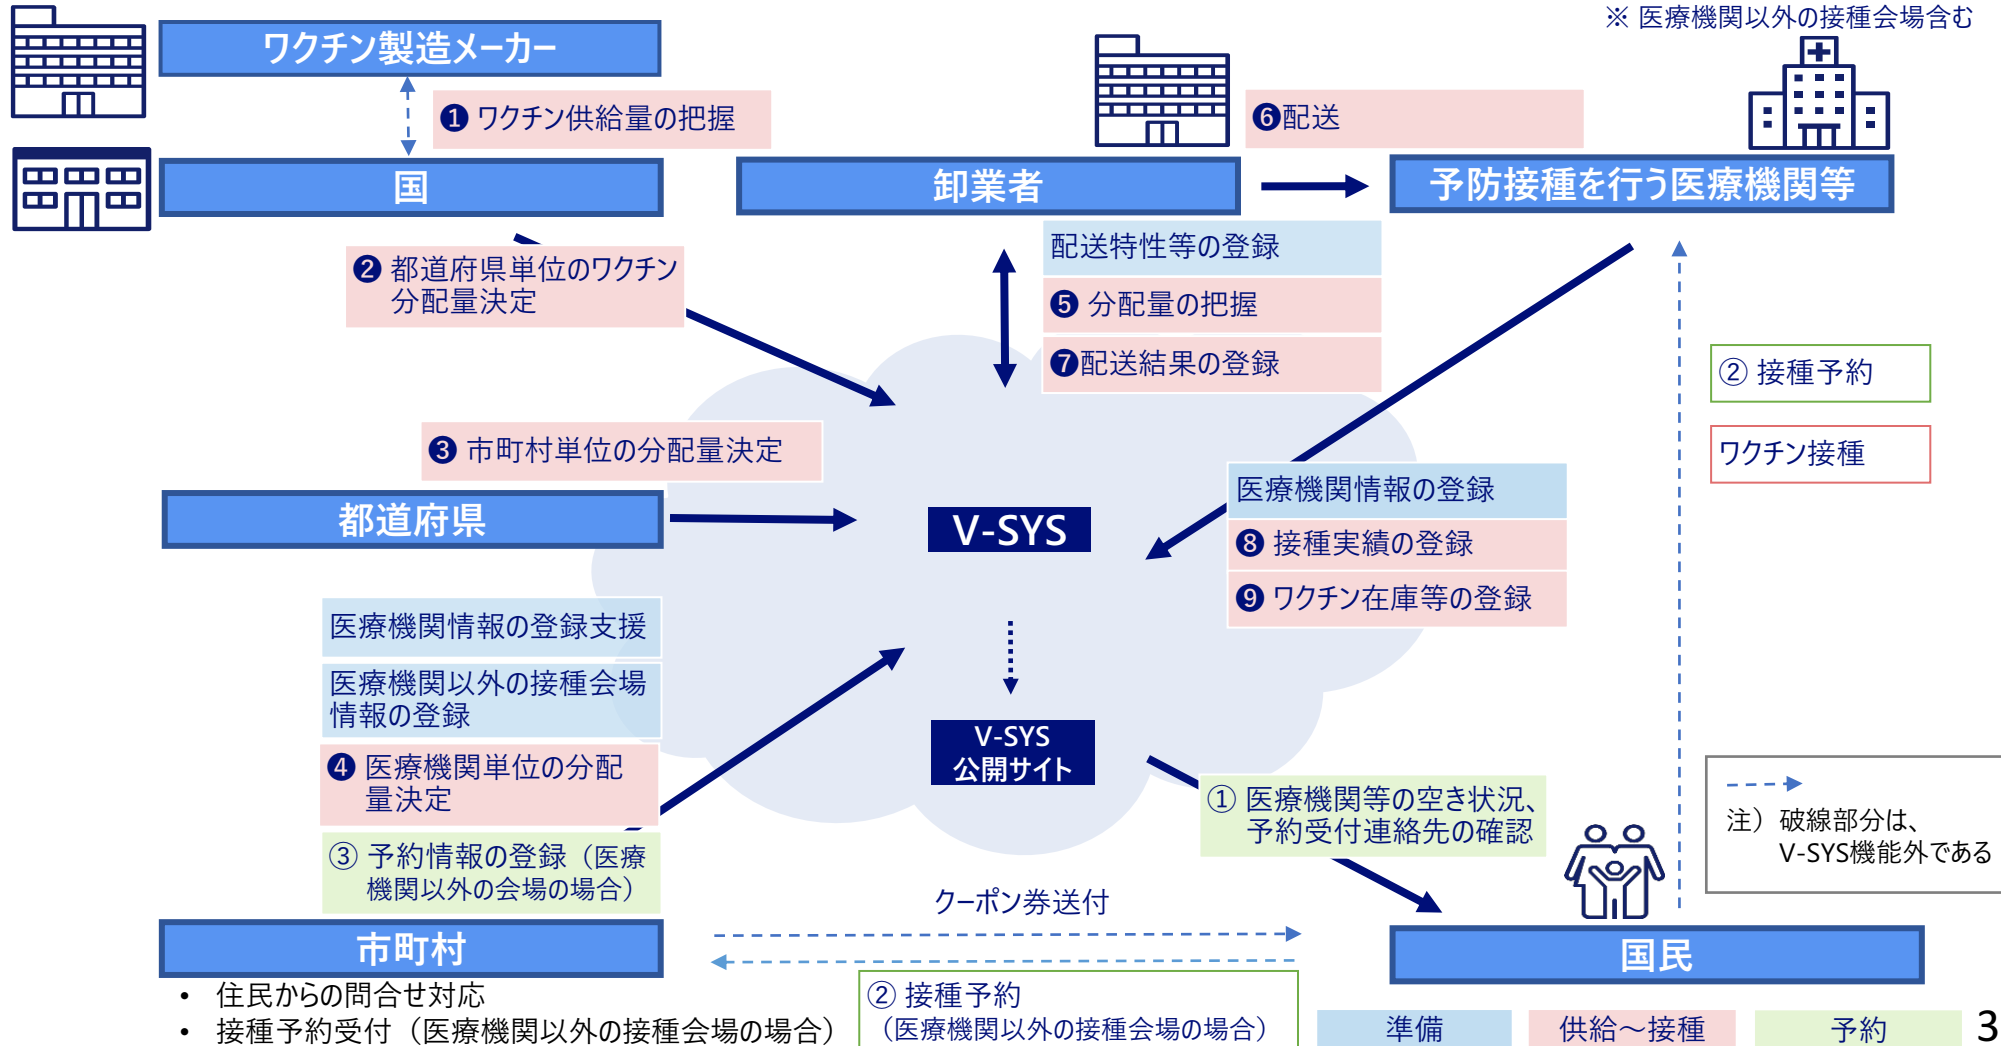 ※ 医療機関以外の接種会場含む
ワクチン製造メーカー
❶ ワクチン供給量の把握
❻配送
国
卸業者
予防接種を行う医療機関等
❷ 都道府県単位のワクチン
分配量決定
配送特性等の登録
❺ 分配量の把握
❼配送結果の登録
② 接種予約
ワクチン接種
❸ 市町村単位の分配量決定
都道府県
V-SYS
医療機関情報の登録
❽ 接種実績の登録
❾ ワクチン在庫等の登録
医療機関情報の登録支援
医療機関以外の接種会場
情報の登録
❹ 医療機関単位の分配
量決定
③ 予約情報の登録（医療
機関以外の会場の場合）
V-SYS
公開サイト
① 医療機関等の空き状況、
予約受付連絡先の確認
注）破線部分は、
V-SYS機能外である
クーポン券送付
市町村
国民
• 住民からの問合せ対応
• 接種予約受付（医療機関以外の接種会場の場合）
② 接種予約
（医療機関以外の接種会場の場合）
準備
供給～接種
予約
3